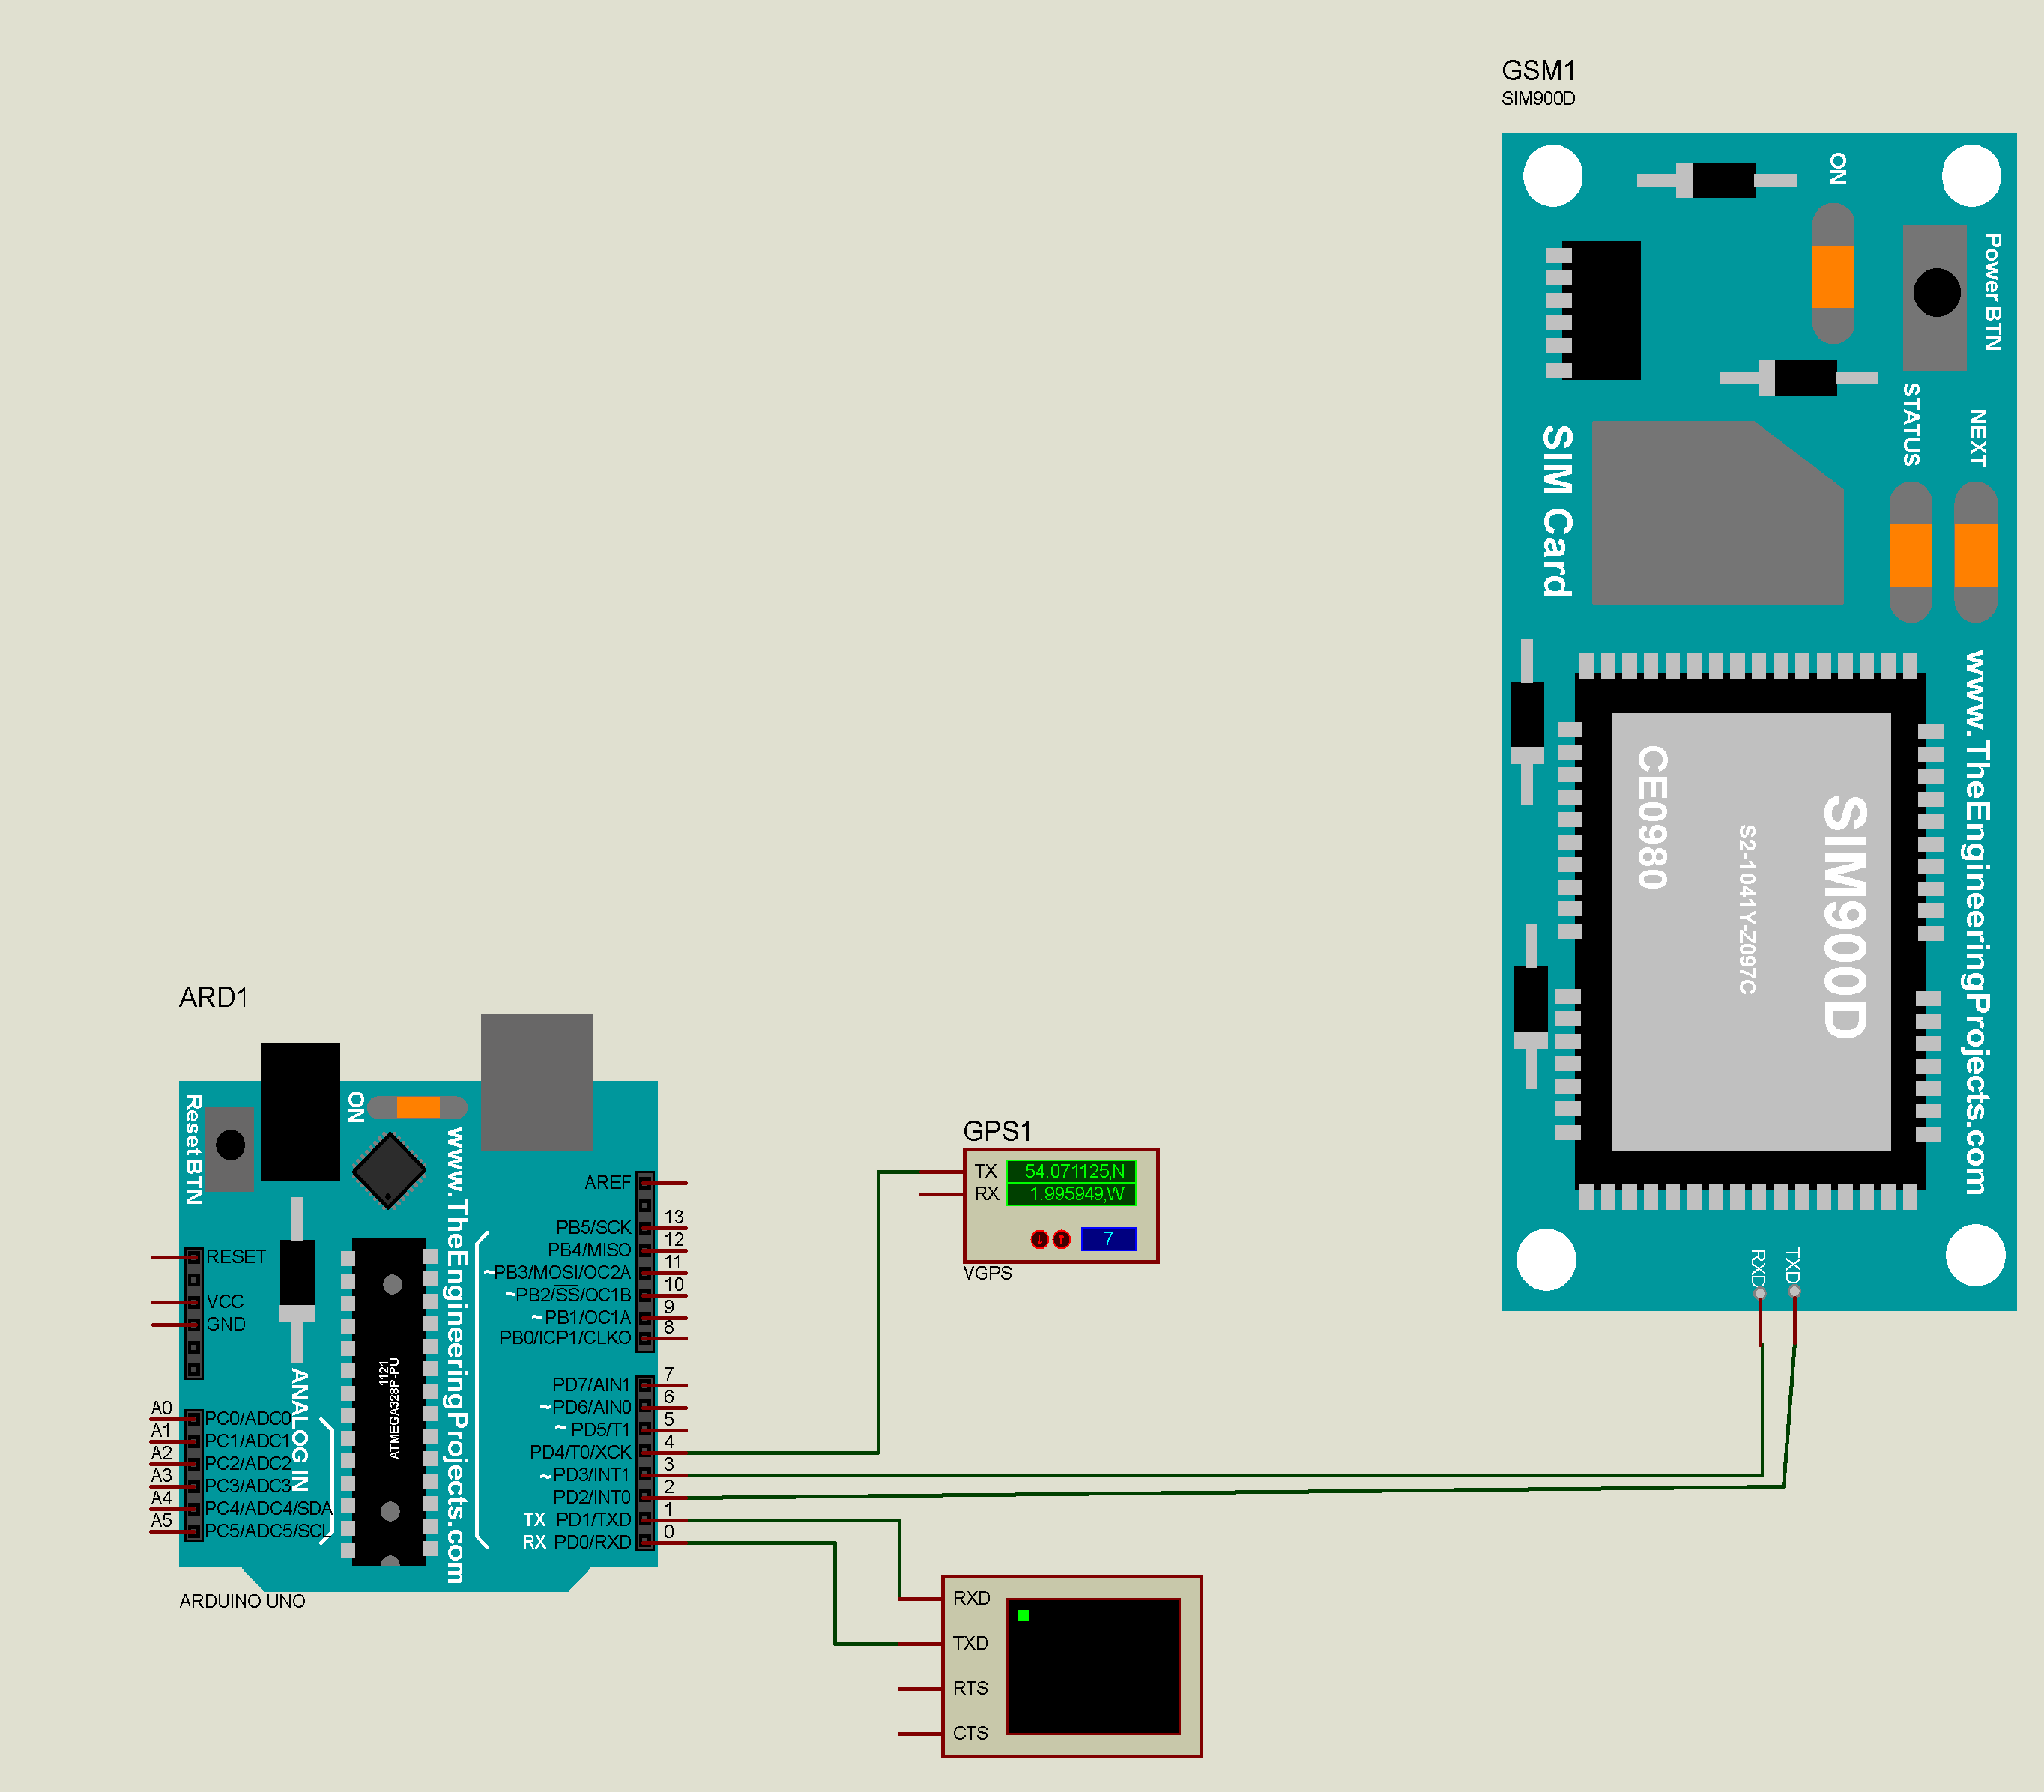 GSM1
SIM900D
ON
Power BTN
STATUS
NEXT
SIM Card
www.TheEngineeringProjects.com
CE0980
S2-1041Y-Z097C
SIM900D
RXD
TXD
ARD1
Reset BTN
ON
www.TheEngineeringProjects.com
RESET
VCC
GND
ANALOG IN
A0 PC0/ADC0
A1 PC1/ADC1
A2 PC2/ADC2
A3 PC3/ADC3
A4 PC4/ADC4/SDA
A5 PC5/ADC5/SCL
1121
ATMEGA328P-PU
AREF
PB5/SCK 13
PB4/MISO 12
~PB3/MOSI/OC2A 11
~PB2/SS/OC1B 10
~PB1/OC1A 9
PB0/ICP1/CLKO 8
PD7/AIN1 7
~PD6/AIN0 6
~PD5/T1 5
PD4/T0/XCK 4
~PD3/INT1 3
PD2/INT0 2
TX PD1/TXD 1
RX PD0/RXD 0
ARDUINO UNO
GPS1
TX 54.071125,N
RX 1.995949,W
↓ ↑ 7
VGPS
RXD
TXD
RTS
CTS